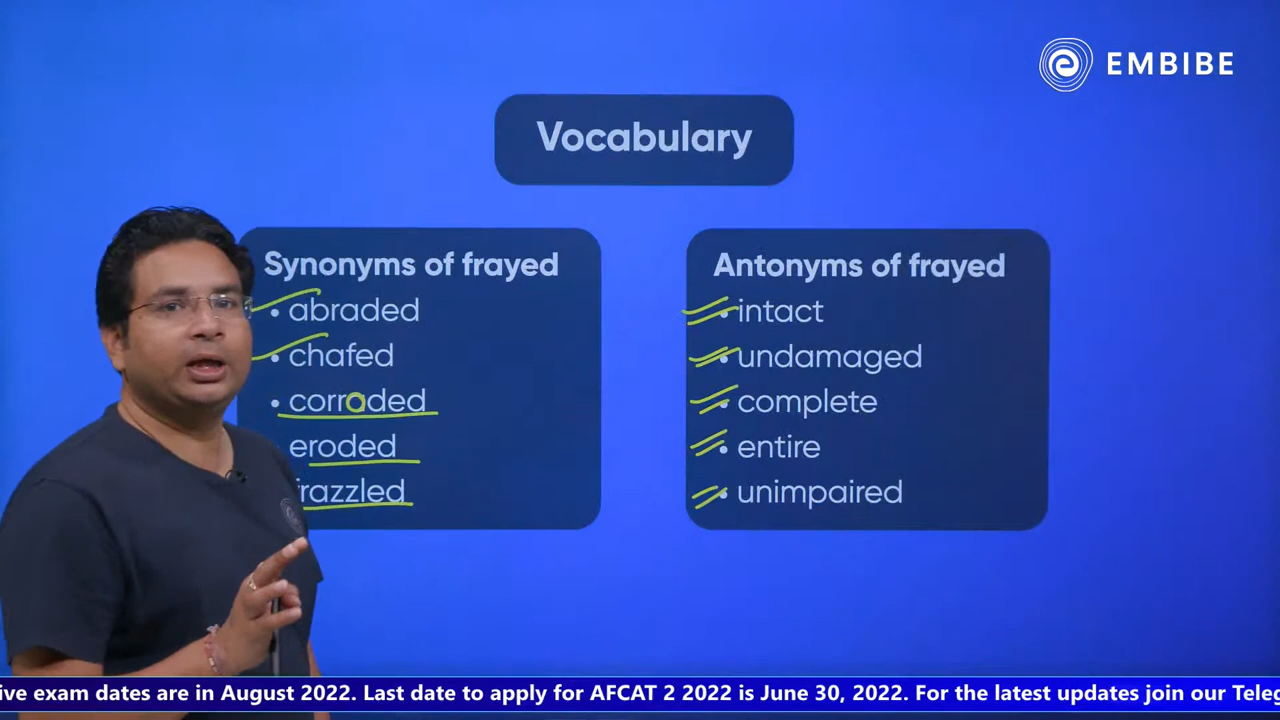 EMBIBE
Vocabulary
Synonyms of frayed
• abraded
• chafed
• corraded
eroded
frazzled
Antonyms of frayed
• intact
• undamaged
• complete
• entire
• unimpaired
ive exam dates are in August 2022. Last date to apply for AFCAT 2 2022 is June 30, 2022. For the latest updates join our Teleg